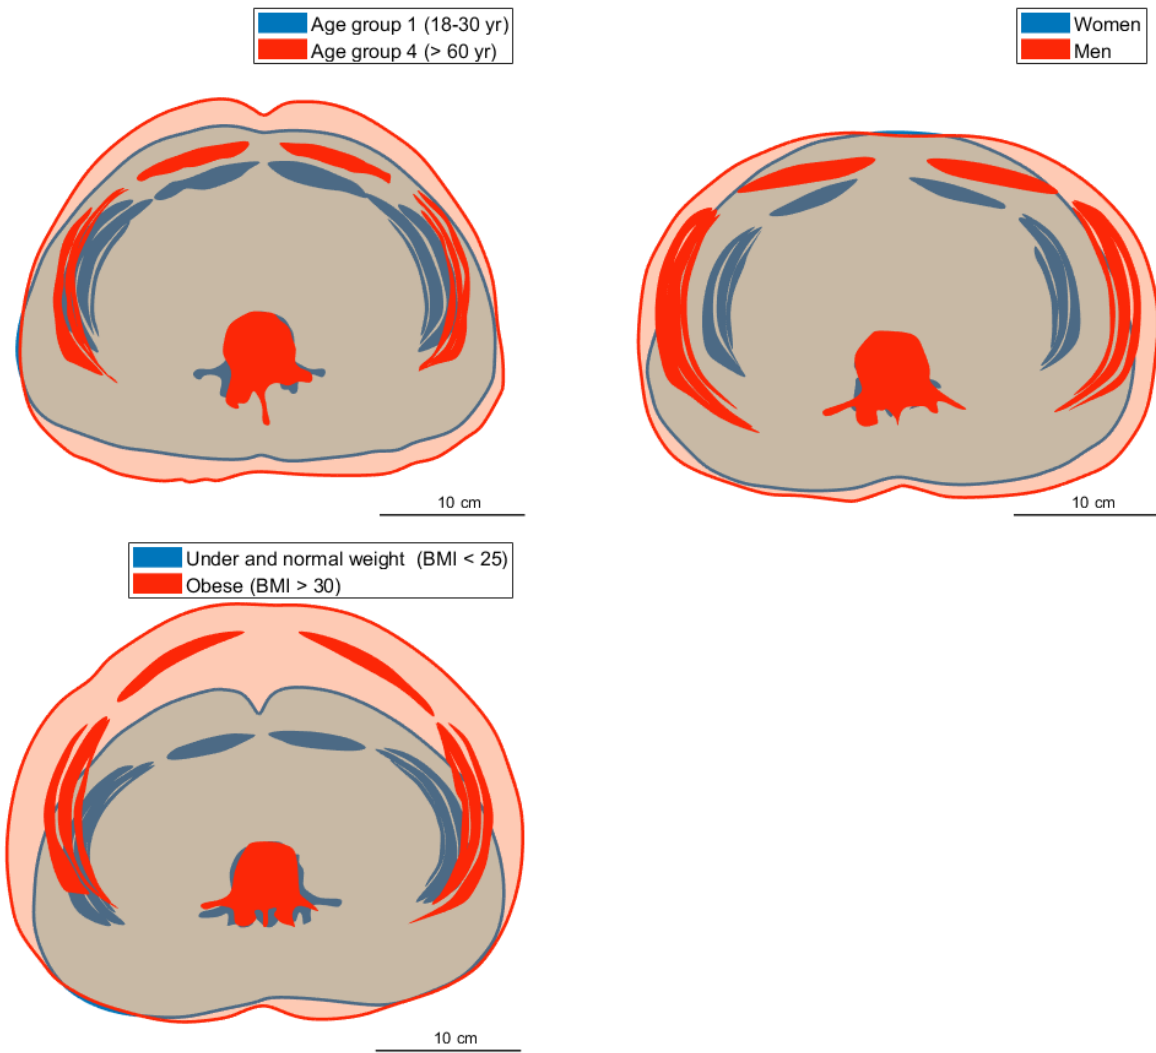 Age group 1 (18-30 yr)
Age group 4 (> 60 yr)
Women
Men
10 cm
10 cm
Under and normal weight  (BMI < 25)
Obese (BMI > 30)
10 cm